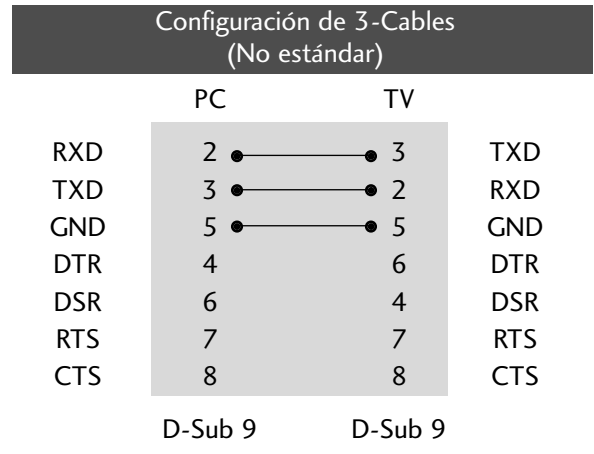 Configuración de 3-Cables
(No estándar)
PC TV
RXD 2 3 TXD
TXD 3 2 RXD
GND 5 5 GND
DTR 4 6 DTR
DSR 6 4 DSR
RTS 7 7 RTS
CTS 8 8 CTS
D-Sub 9 D-Sub 9